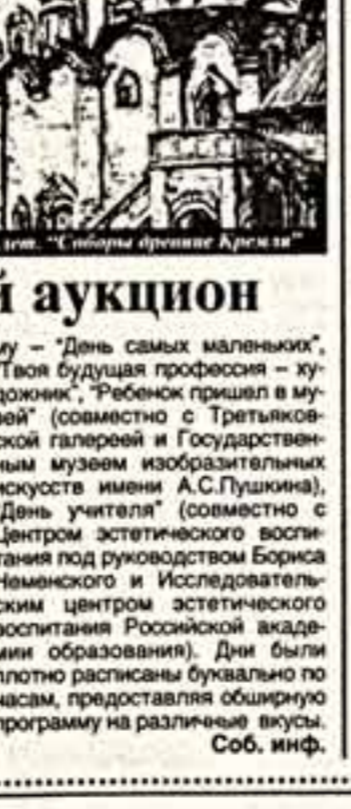 лет. "Соборы древние Кремля"
й аукцион
му – "День самых маленьких",
"Твоя будущая профессия – ху-
дожник", "Ребенок пришел в му-
зей" (совместно с Третьяков-
ской галереей и Государствен-
ным музеем изобразительных
искусств имени А.С.Пушкина),
"День учителя" (совместно с
Центром эстетического воспи-
тания под руководством Бориса
Неменского и Исследователь-
ским центром эстетического
воспитания Российской акаде-
мии образования). Дни были
плотно расписаны буквально по
часам, предоставляя обширную
программу на различные вкусы.
Соб. инф.